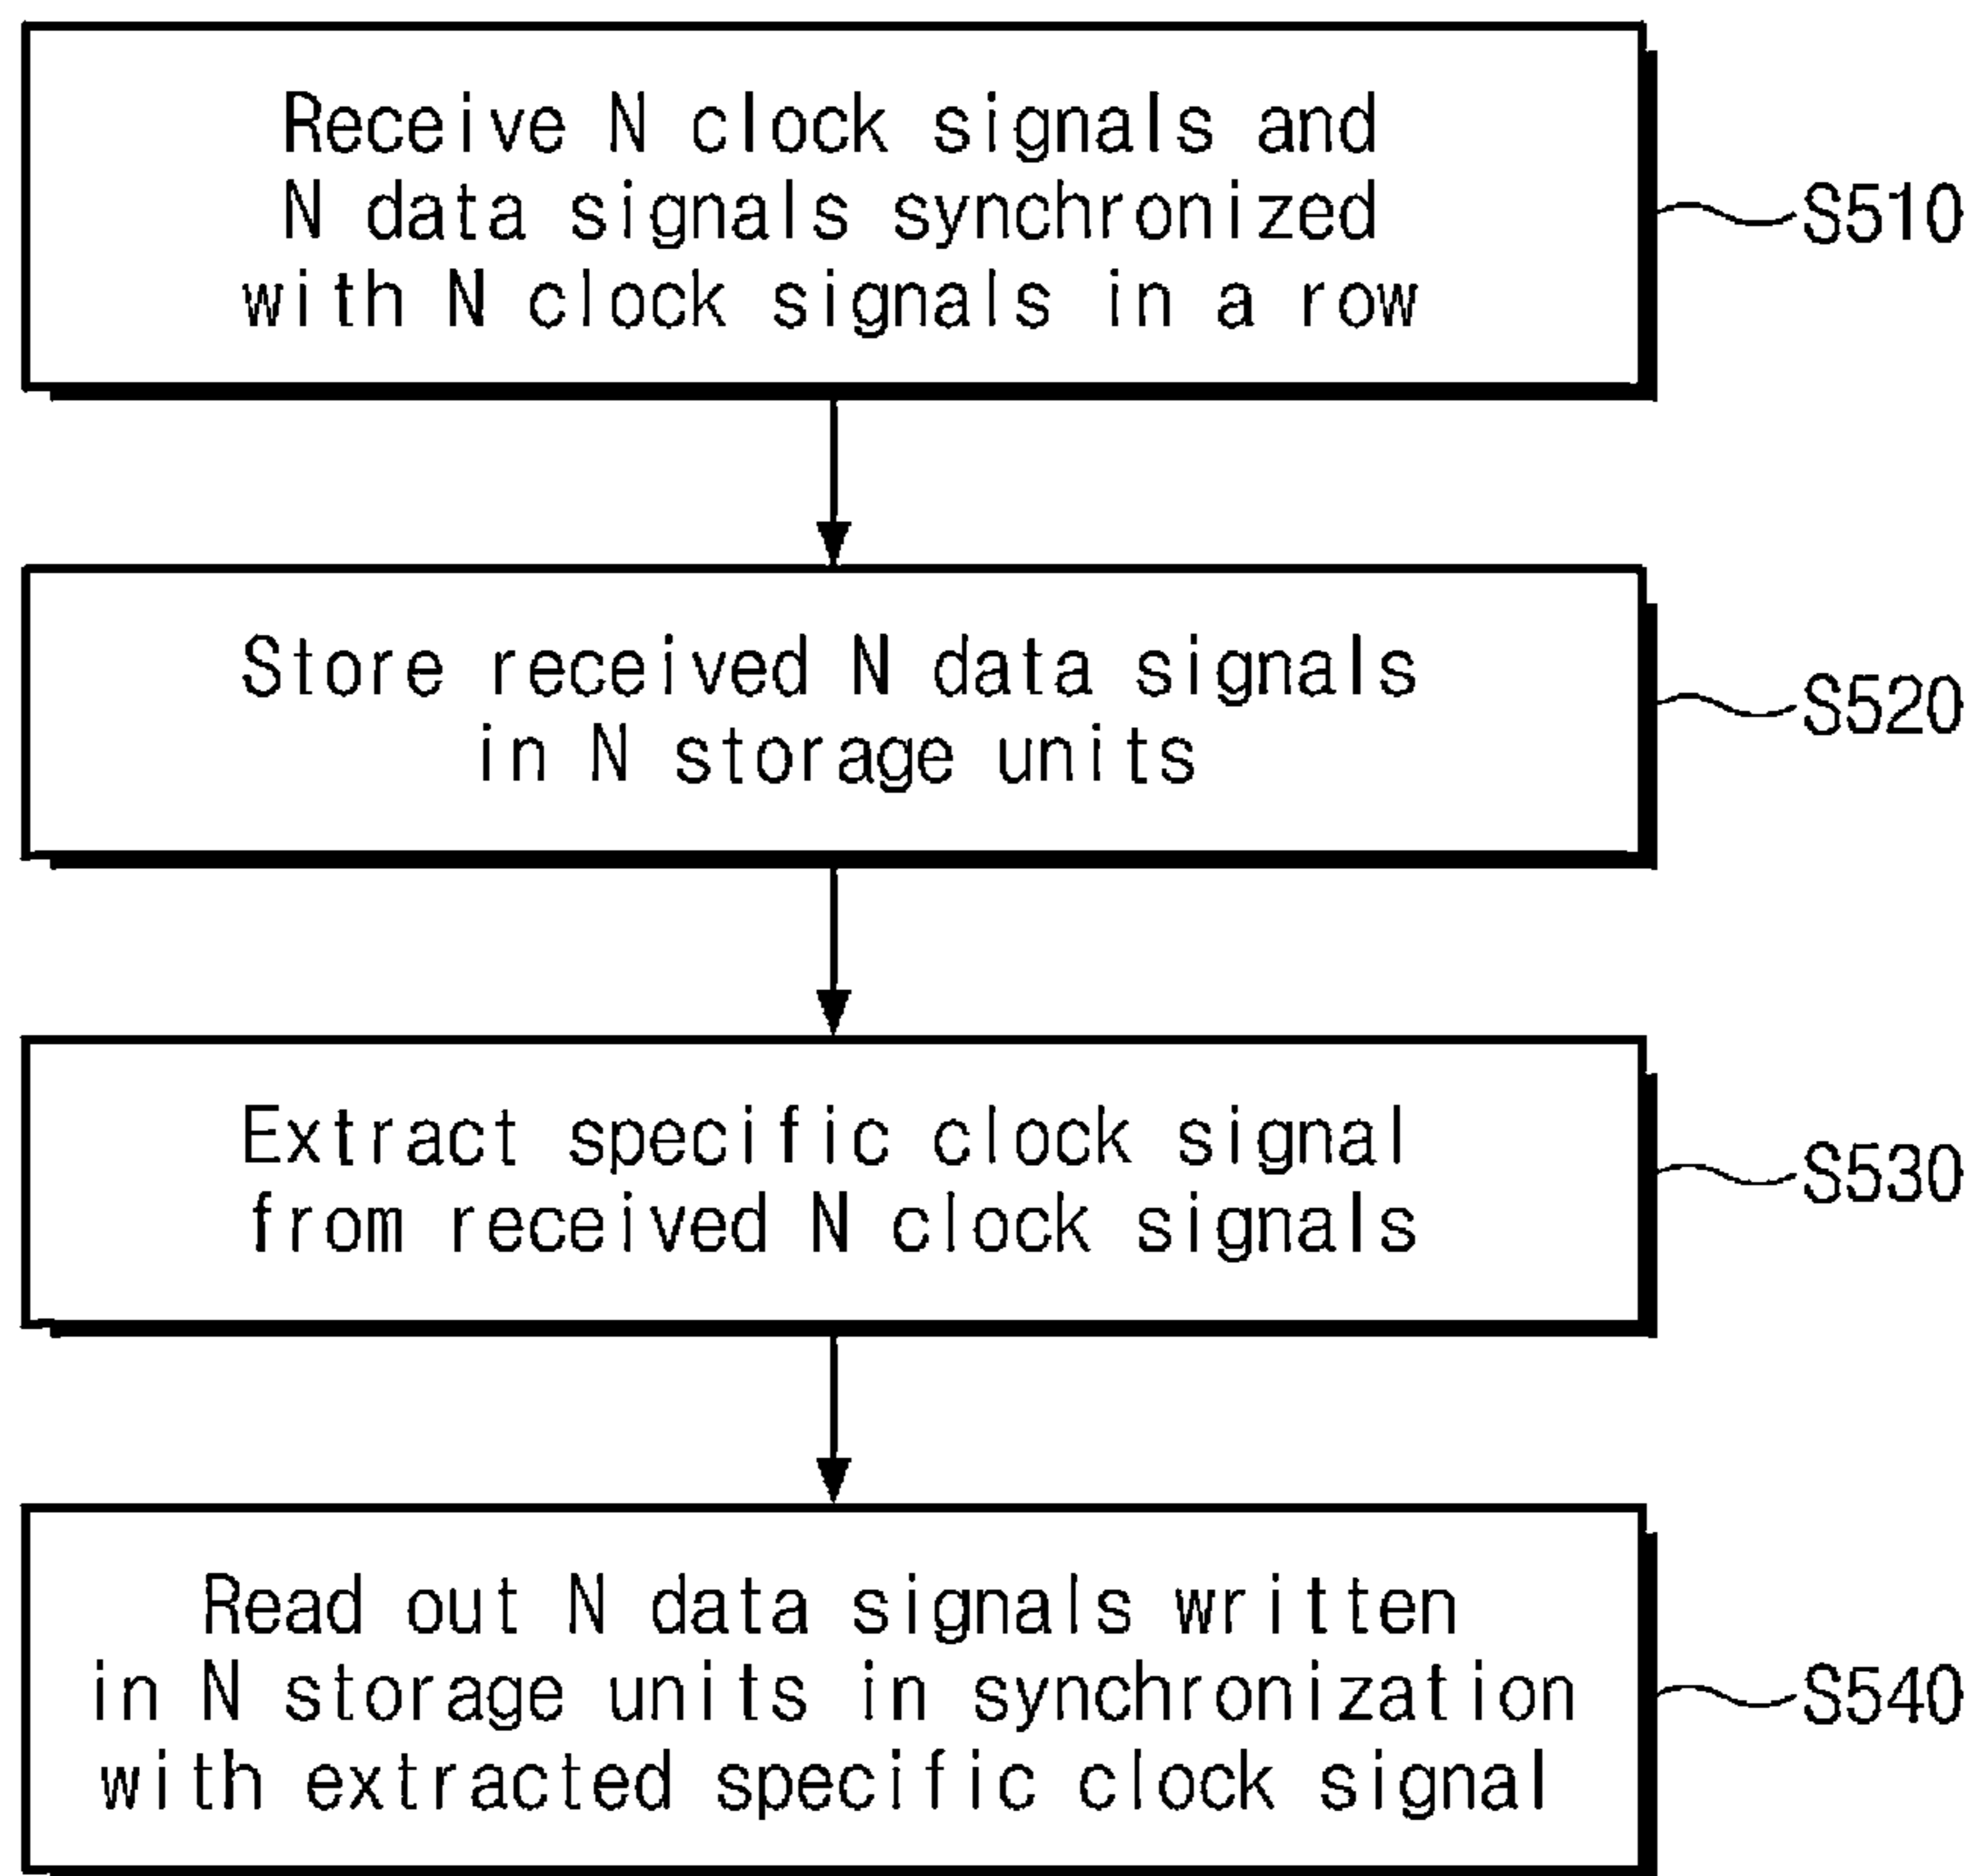 Receive N clock signals and
N data signals synchronized
with N clock signals in a row
S510
Store received N data signals
in N storage units
S520
Extract specific clock signal
from received N clock signals
S530
Read out N data signals written
in N storage units in synchronization
with extracted specific clock signal
S540